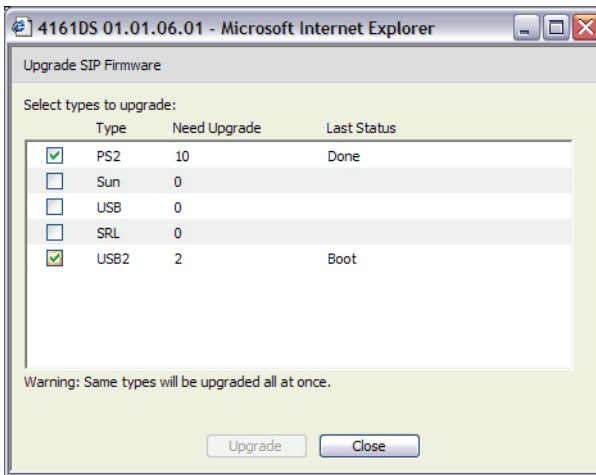 4161DS 01.01.06.01 - Microsoft Internet Explorer
Upgrade SIP Firmware
Select types to upgrade:
Type Need Upgrade Last Status
PS2 10 Done
Sun 0
USB 0
SRL 0
USB2 2 Boot
Warning: Same types will be upgraded all at once.
Upgrade Close